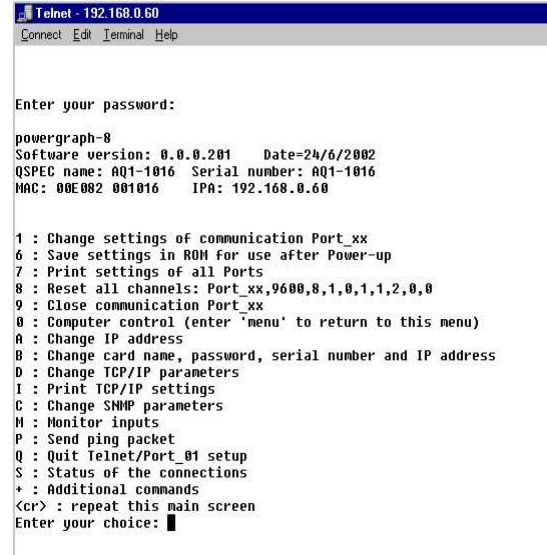 Telnet - 192.168.0.60
Connect Edit Terminal Help
Enter your password:
powergraph-8
Software version: 0.0.0.201 Date=24/6/2002
QSPEC name: AQ1-1016 Serial number: AQ1-1016
MAC: 00E082 001016 IPA: 192.168.0.60
1 : Change settings of communication Port_xx
6 : Save settings in ROM for use after Power-up
7 : Print settings of all Ports
8 : Reset all channels: Port_xx,9600,8,1,0,1,1,2,0,0
9 : Close communication Port_xx
0 : Computer control (enter 'menu' to return to this menu)
A : Change IP address
B : Change card name, password, serial number and IP address
D : Change TCP/IP parameters
I : Print TCP/IP settings
C : Change SNMP parameters
M : Monitor inputs
P : Send ping packet
Q : Quit Telnet/Port_01 setup
S : Status of the connections
+ : Additional commands
<cr> : repeat this main screen
Enter your choice: